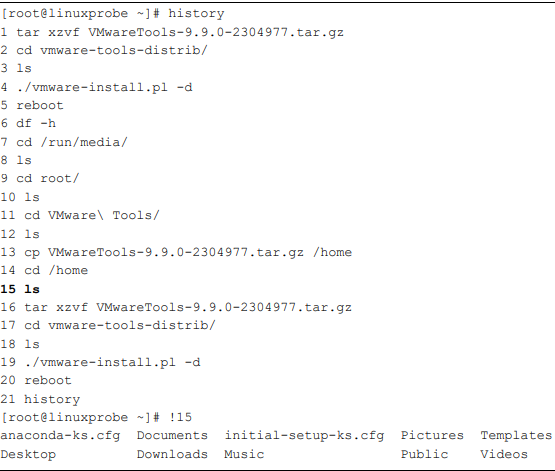 [root@linuxprobe ~]# history
1 tar xzvf VMwareTools-9.9.0-2304977.tar.gz
2 cd vmware-tools-distrib/
3 ls
4 ./vmware-install.pl -d
5 reboot
6 df -h
7 cd /run/media/
8 ls
9 cd root/
10 ls
11 cd VMware\ Tools/
12 ls
13 cp VMwareTools-9.9.0-2304977.tar.gz /home
14 cd /home
15 ls
16 tar xzvf VMwareTools-9.9.0-2304977.tar.gz
17 cd vmware-tools-distrib/
18 ls
19 ./vmware-install.pl -d
20 reboot
21 history
[root@linuxprobe ~]# !15
anaconda-ks.cfg  Documents  initial-setup-ks.cfg  Pictures  Templates
Desktop          Downloads  Music                 Public    Videos